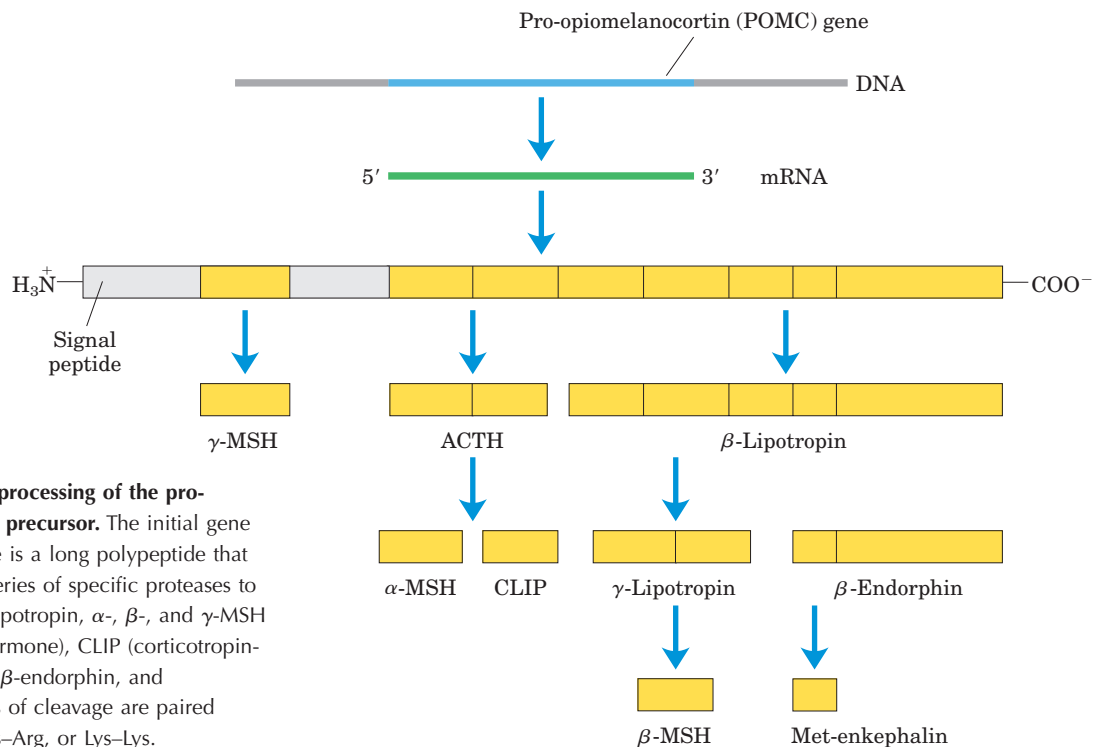 Pro-opiomelanocortin (POMC) gene
DNA
5′ 3′ mRNA
H₃N⁺ COO⁻
Signal
peptide
γ-MSH ACTH β-Lipotropin
processing of the pro-
precursor. The initial gene
is a long polypeptide that
eries of specific proteases to
potropin, α-, β-, and γ-MSH
rmone), CLIP (corticotropin-
β-endorphin, and
of cleavage are paired
–Arg, or Lys–Lys.
α-MSH CLIP γ-Lipotropin β-Endorphin
β-MSH Met-enkephalin